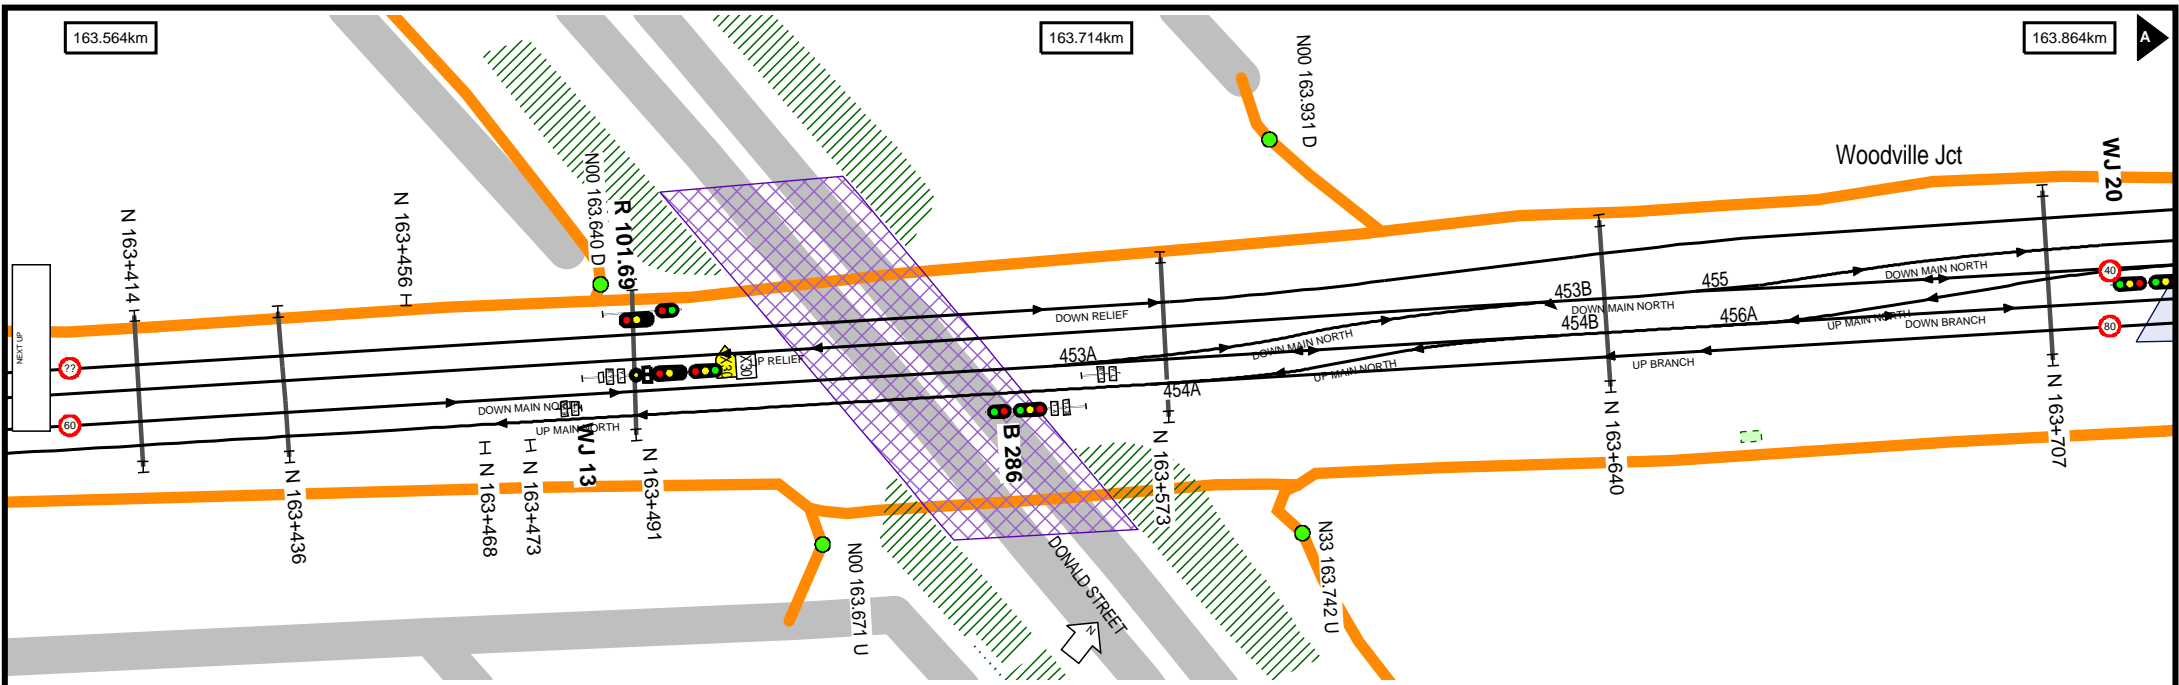 163.564km
163.714km
163.864km
A
N00 163.931 D
Woodville Jct
WJ 20
N 163+414
N 163+456
N00 163.640 D
R 101.69
NEXT UP
DOWN RELIEF
UP RELIEF
X30
X30
453A
453B
454A
454B
455
456A
DOWN MAIN NORTH
DOWN MAIN NORTH
DOWN MAIN NORTH
DOWN MAIN NORTH
UP MAIN NORTH
UP MAIN NORTH
UP MAIN NORTH
DOWN BRANCH
UP BRANCH
40
80
??
60
WJ 13
B 286
N 163+436
N 163+468
N 163+473
N 163+491
N 163+573
N 163+640
N 163+707
N00 163.671 U
N33 163.742 U
DONALD STREET
N